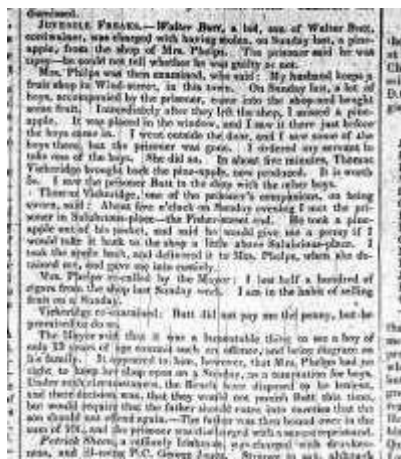 JUVENILE FREAKS.—Walter Burt, a lad, son of Walter Burt,
cordwainer, was charged with having stolen, on Sunday last, a pine-
apple, from the shop of Mrs. Phelps. The prisoner said he was
tipsy—he could not tell whether he was guilty or not.
Mrs. Phelps was then examined, who said: My husband keeps a
fruit shop in Wind-street, in this town. On Sunday last, a lot of
boys, accompanied by the prisoner, came into the shop and bought
some fruit. Immediately after they left the shop, I missed a pine-
apple. It was placed in the window, and I saw it there just before
the boys came in. I went outside the door, and I saw some of the
boys there, but the prisoner was gone. I ordered my servant to
take one of the boys. She did so. In about five minutes, Thomas
Vickeridge brought back the pine-apple, now produced. It is worth
5s. I saw the prisoner Butt in the shop with the other boys.
Thomas Vickeridge, one of the prisoner's companions, on being
sworn, said: About five o'clock on Sunday evening I met the pri-
soner in Salubrious-place—the Fisher-street end. He took a pine-
apple out of his pocket, and said he would give me a penny if I
would take it back to the shop a little above Salubrious-place. I
took the apple back, and delivered it to Mrs. Phelps, when she de-
tained me, and gave me into custody.
Mrs. Phelps re-called by the Mayor: I lost half a hundred of
cigars from the shop last Sunday week. I am in the habit of selling
fruit on a Sunday.
Vickeridge re-examined: Butt did not pay me the penny, but he
promised to do so.
The Mayor said that it was a lamentable thing to see a boy of
only 13 years of age commit such an offence, and bring disgrace on
his family. It appeared to him, however, that Mrs. Phelps had no
right to keep her shop open on a Sunday, as a temptation for boys.
Under such circumstances, the Bench were disposed to be lenient,
and their decision was, that they would not punish Butt this time,
but would require that the father should enter into sureties that the
son should not offend again.—The father was then bound over in the
sum of 10l., and the prisoner was discharged with a severe reprimand.
Patrick Sheen, a Irishman, was charged with drunken-
ness, and P.C. George